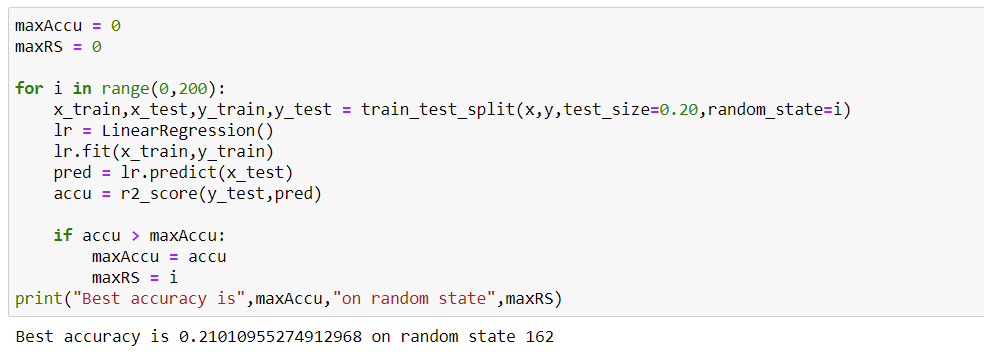 maxAccu = 0
maxRS = 0
for i in range(0,200):
    x_train,x_test,y_train,y_test = train_test_split(x,y,test_size=0.20,random_state=i)
    lr = LinearRegression()
    lr.fit(x_train,y_train)
    pred = lr.predict(x_test)
    accu = r2_score(y_test,pred)
    if accu > maxAccu:
        maxAccu = accu
        maxRS = i
print("Best accuracy is",maxAccu,"on random state",maxRS)
Best accuracy is 0.21010955274912968 on random state 162